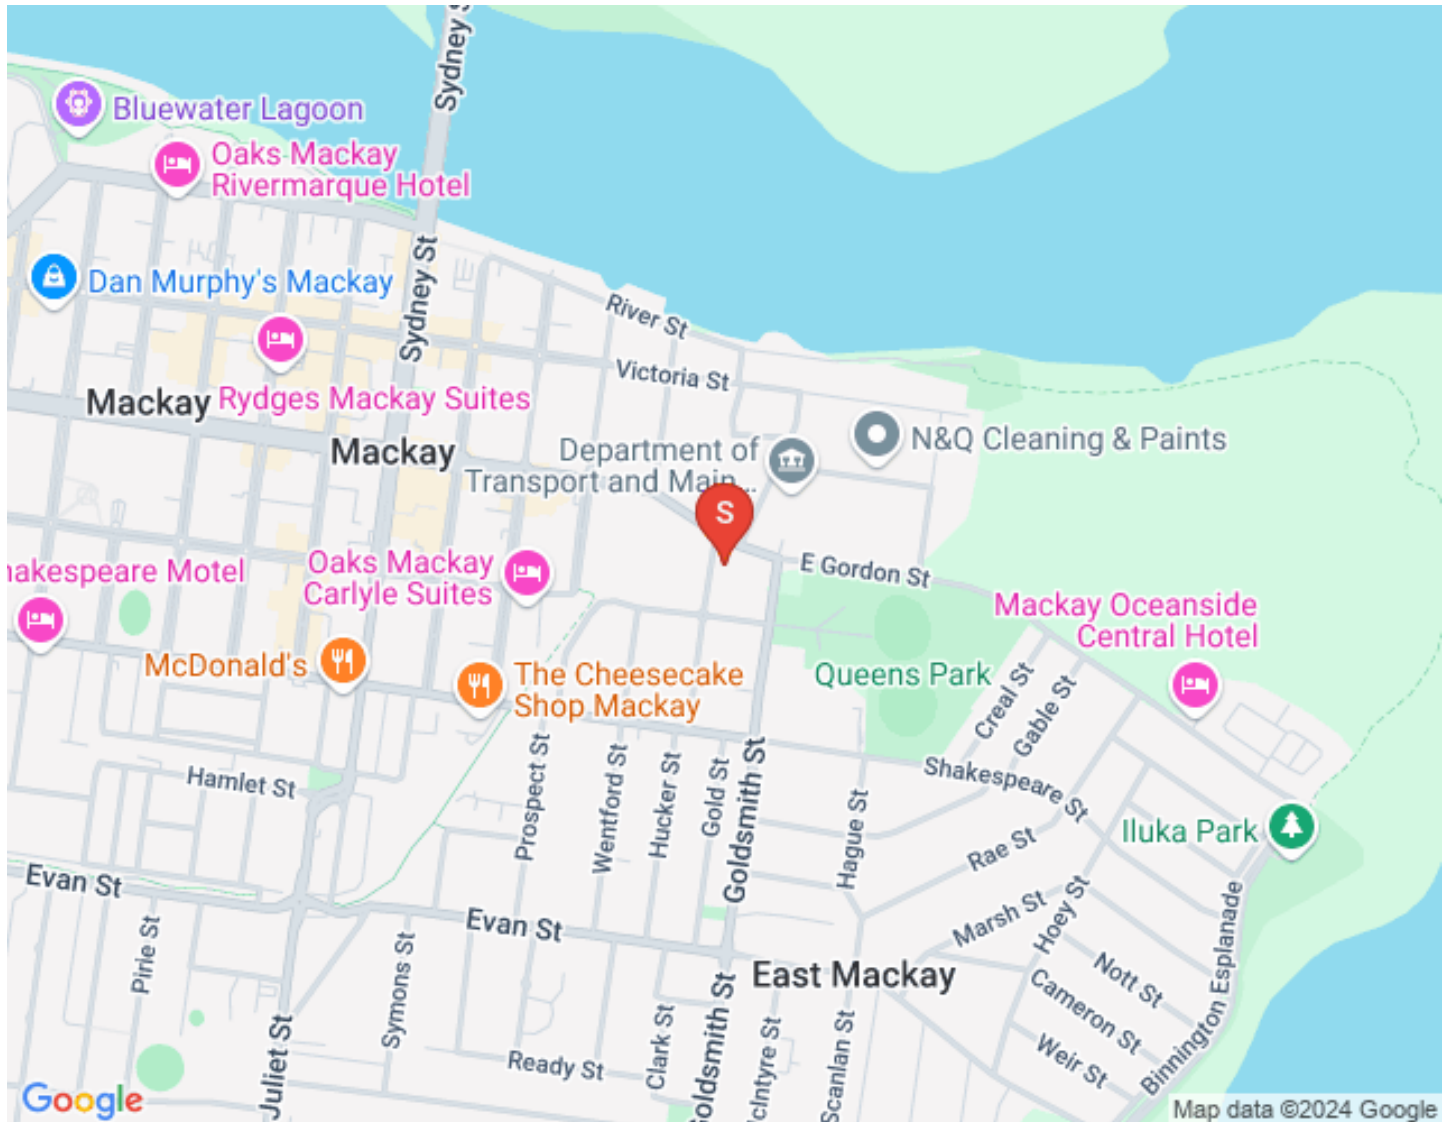 Sydney S
Bluewater Lagoon
Oaks Mackay
Rivermarque Hotel
Sydney St
Dan Murphy's Mackay
River St
Victoria St
Mackay
Rydges Mackay Suites
Mackay
Department of
Transport and Main...
N&Q Cleaning & Paints
S
E Gordon St
hakespeare Motel
Oaks Mackay
Carlyle Suites
Mackay Oceanside
Central Hotel
McDonald's
The Cheesecake
Shop Mackay
Queens Park
Creal St
Gable St
Hamlet St
Prospect St
Wentford St
Hucker St
Gold St
Goldsmith St
Hague St
Shakespeare St
Rae St
Iluka Park
Evan St
Evan St
Marsh St
Hoey St
Pirie St
Symons St
East Mackay
Nott St
Cameron St
Weir St
Binnington Esplanade
Juliet St
Ready St
Clark St
oldsmith St
cIntyre St
Scanlan St
Google
Map data ©2024 Google